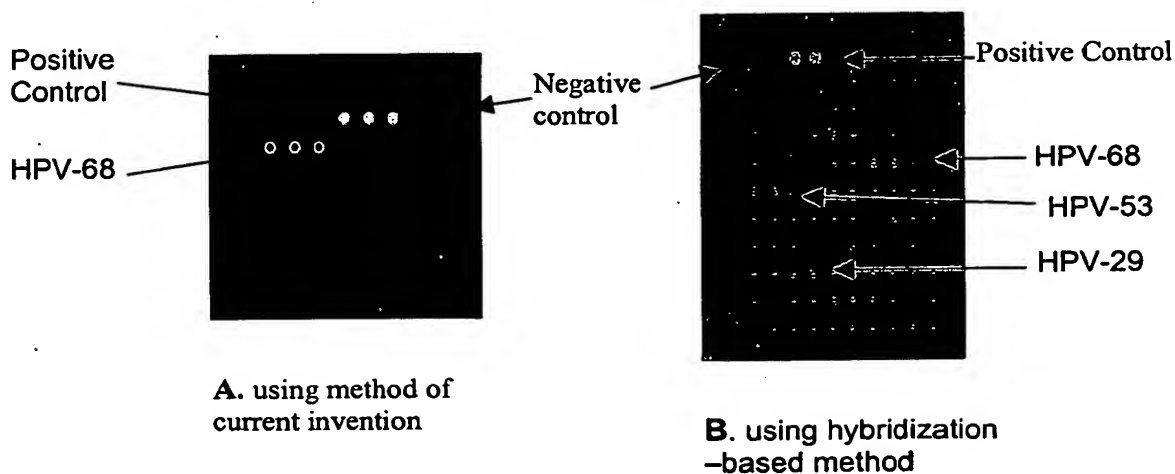 Positive
Control
HPV-68
Negative
control
Positive Control
HPV-68
HPV-53
HPV-29
A. using method of
current invention
B. using hybridization
–based method